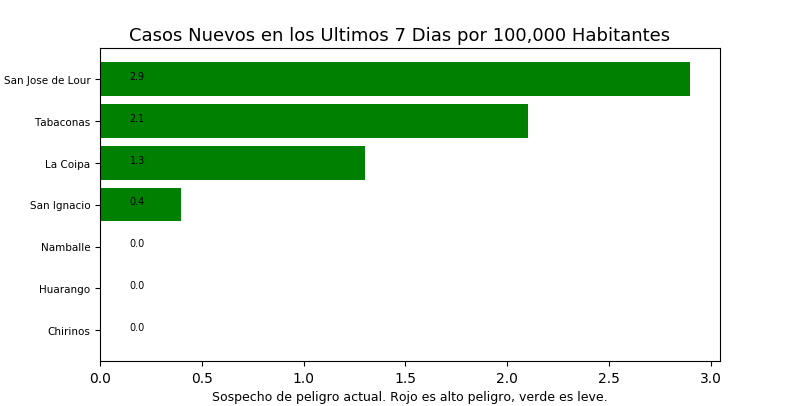 Casos Nuevos en los Ultimos 7 Dias por 100,000 Habitantes
San Jose de Lour 2.9
Tabaconas 2.1
La Coipa 1.3
San Ignacio 0.4
Namballe 0.0
Huarango 0.0
Chirinos 0.0
0.0 0.5 1.0 1.5 2.0 2.5 3.0
Sospecho de peligro actual. Rojo es alto peligro, verde es leve.